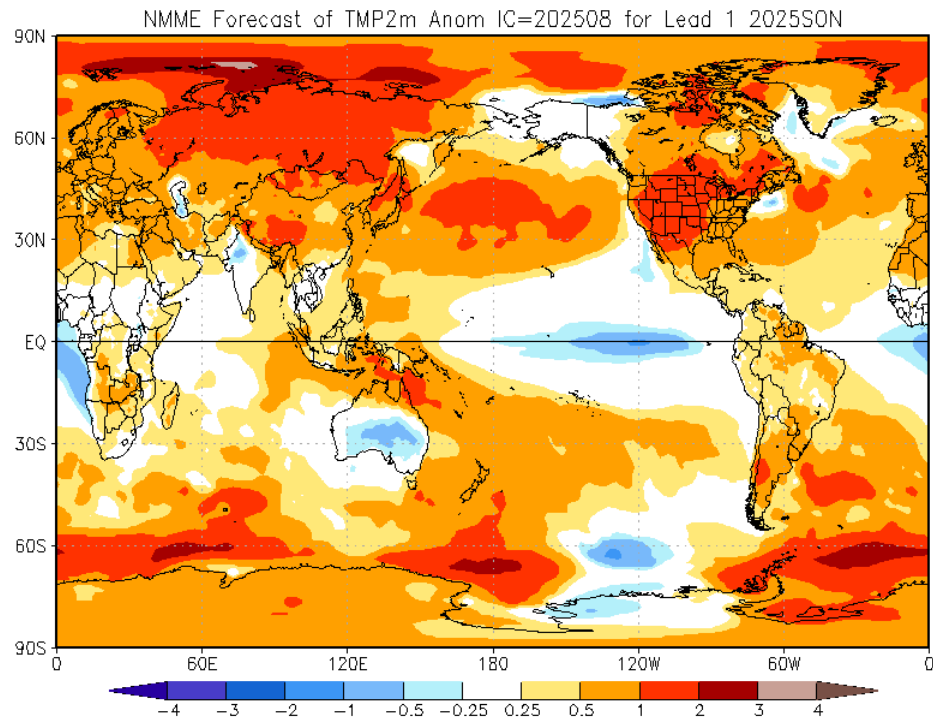 NMME Forecast of TMP2m Anom IC=202508 for Lead 1 2025SON
90N
60N
30N
EQ
30S
60S
90S
0 60E 120E 180 120W 60W 0
-4 -3 -2 -1 -0.5 -0.25 0.25 0.5 1 2 3 4